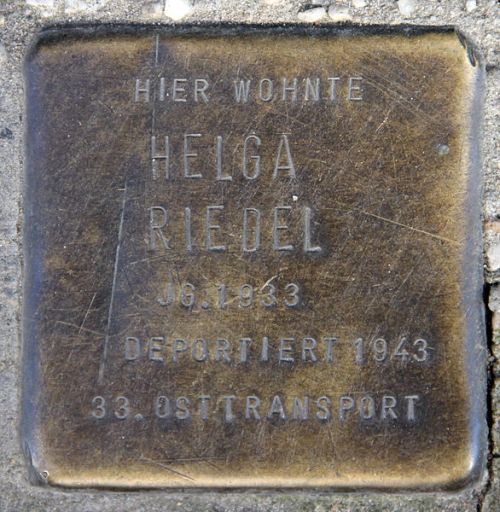 HIER WOHNTE
HELGA
RIEDEL
JG. 1933
DEPORTIERT 1943
33. OSTTRANSPORT